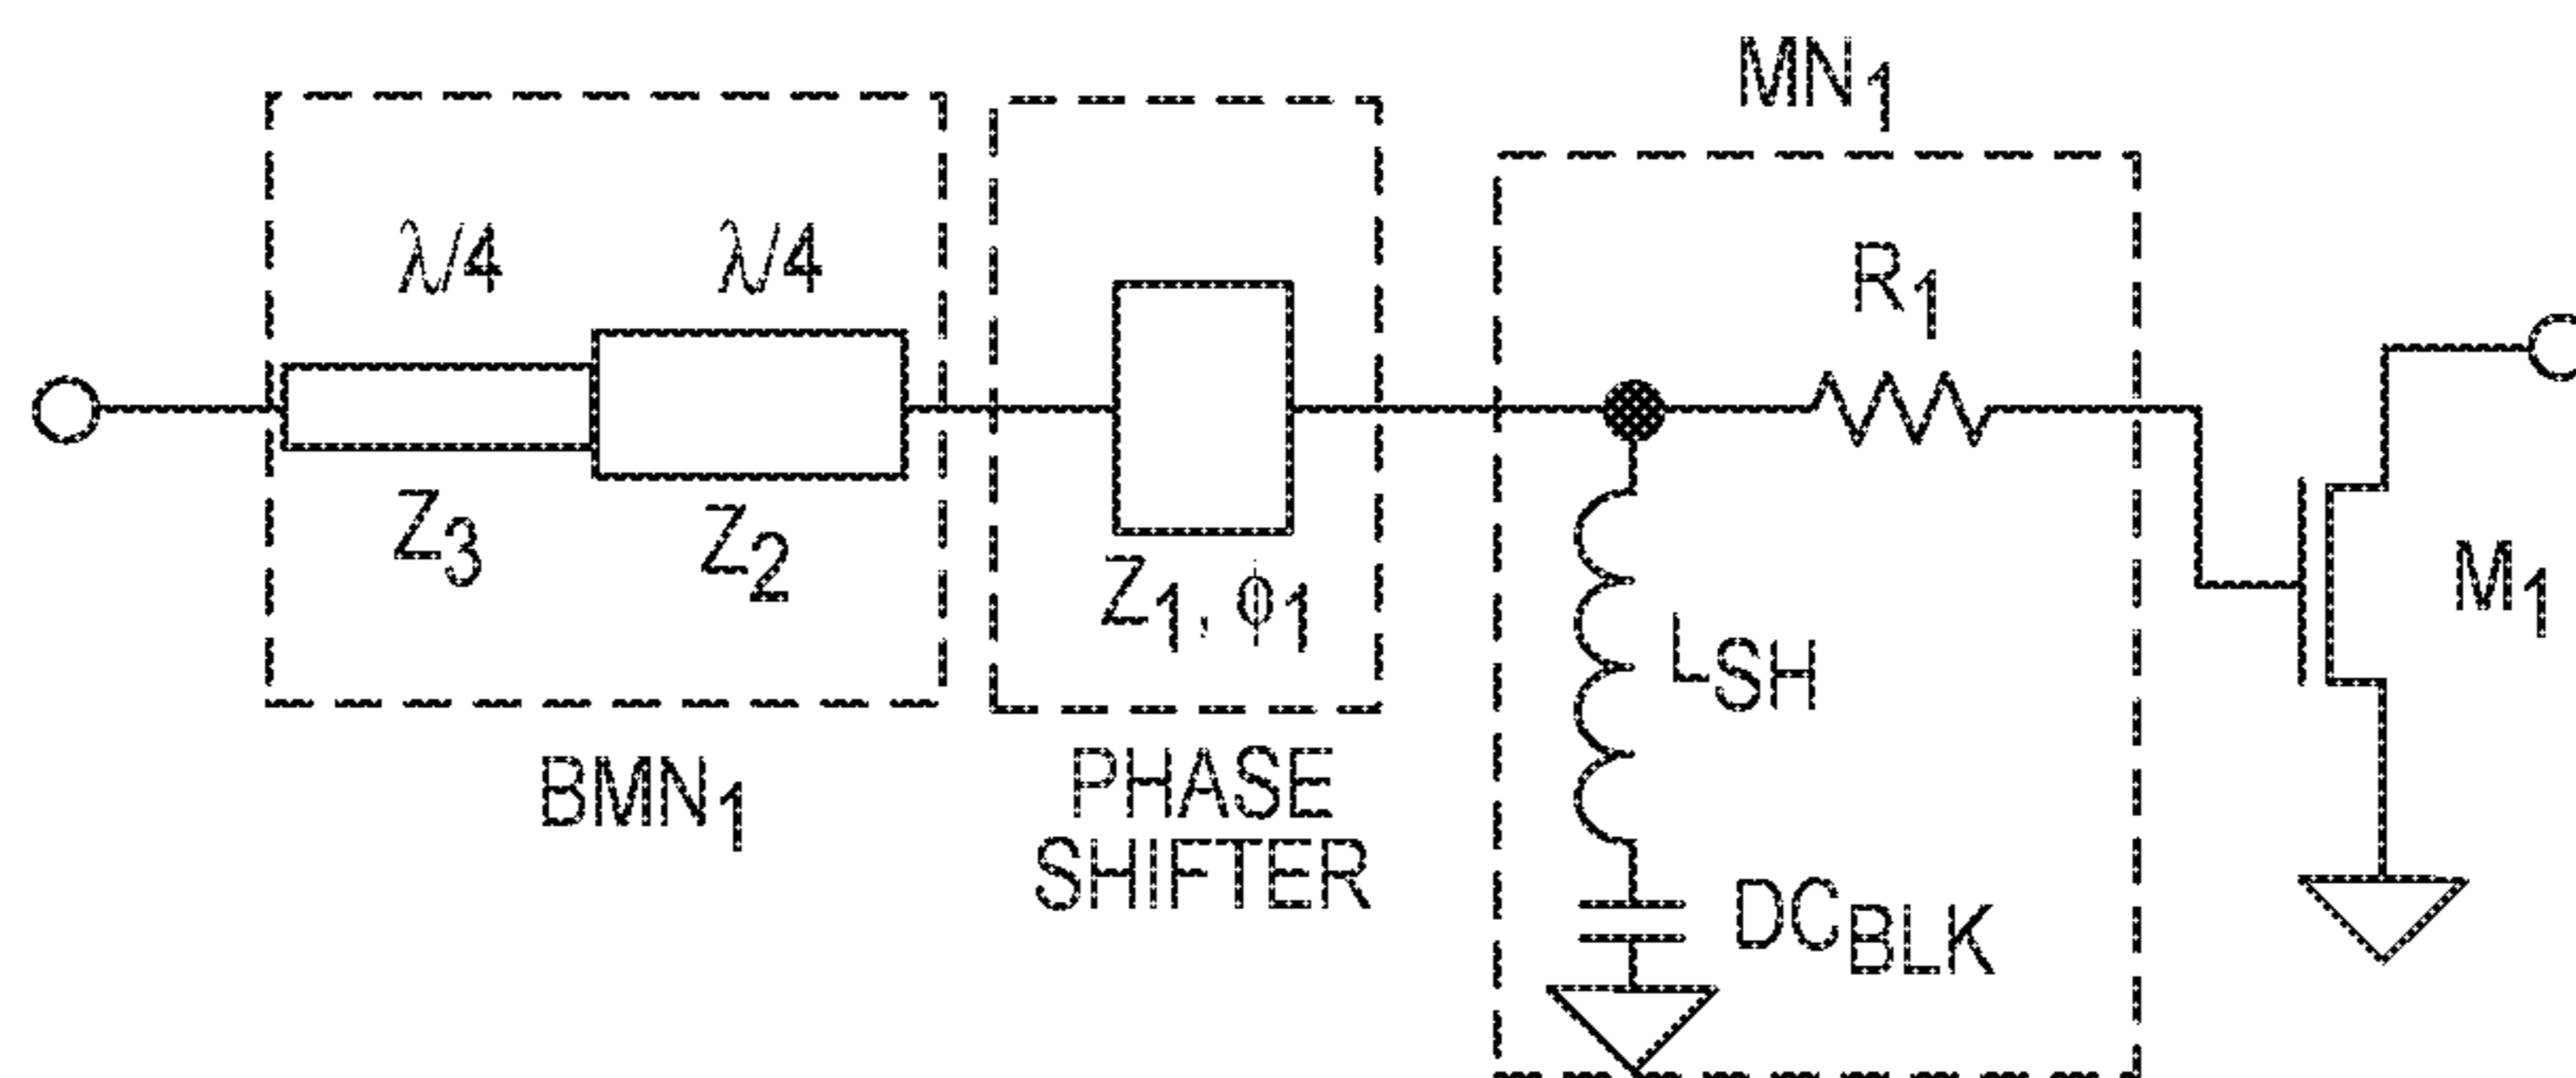 MN1
λ/4 λ/4
R1
Z3 Z2
Z1, ϕ1
M1
LSH
BMN1
PHASE
SHIFTER
DCBLK